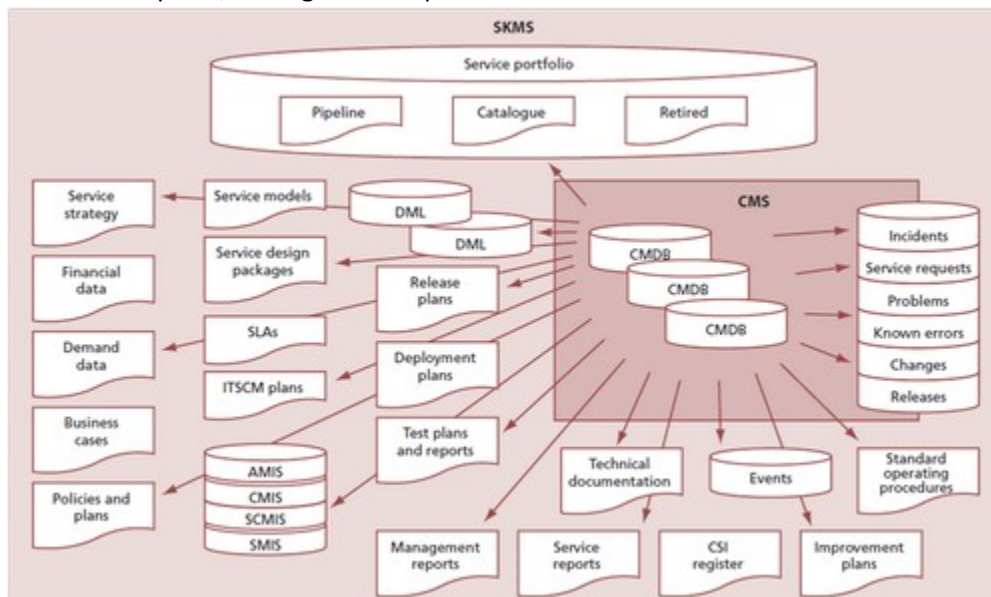 SKMS
Service portfolio
Pipeline
Catalogue
Retired
Service
strategy
Service models
DML
DML
CMS
CMDB
CMDB
CMDB
Incidents
Service requests
Problems
Known errors
Changes
Releases
Financial
data
Service design
packages
Release
plans
Demand
data
SLAs
ITSCM plans
Deployment
plans
Business
cases
Test plans
and reports
Policies and
plans
AMIS
CMIS
SCMIS
SMIS
Technical
documentation
Events
Standard
operating
procedures
Management
reports
Service
reports
CSI
register
Improvement
plans